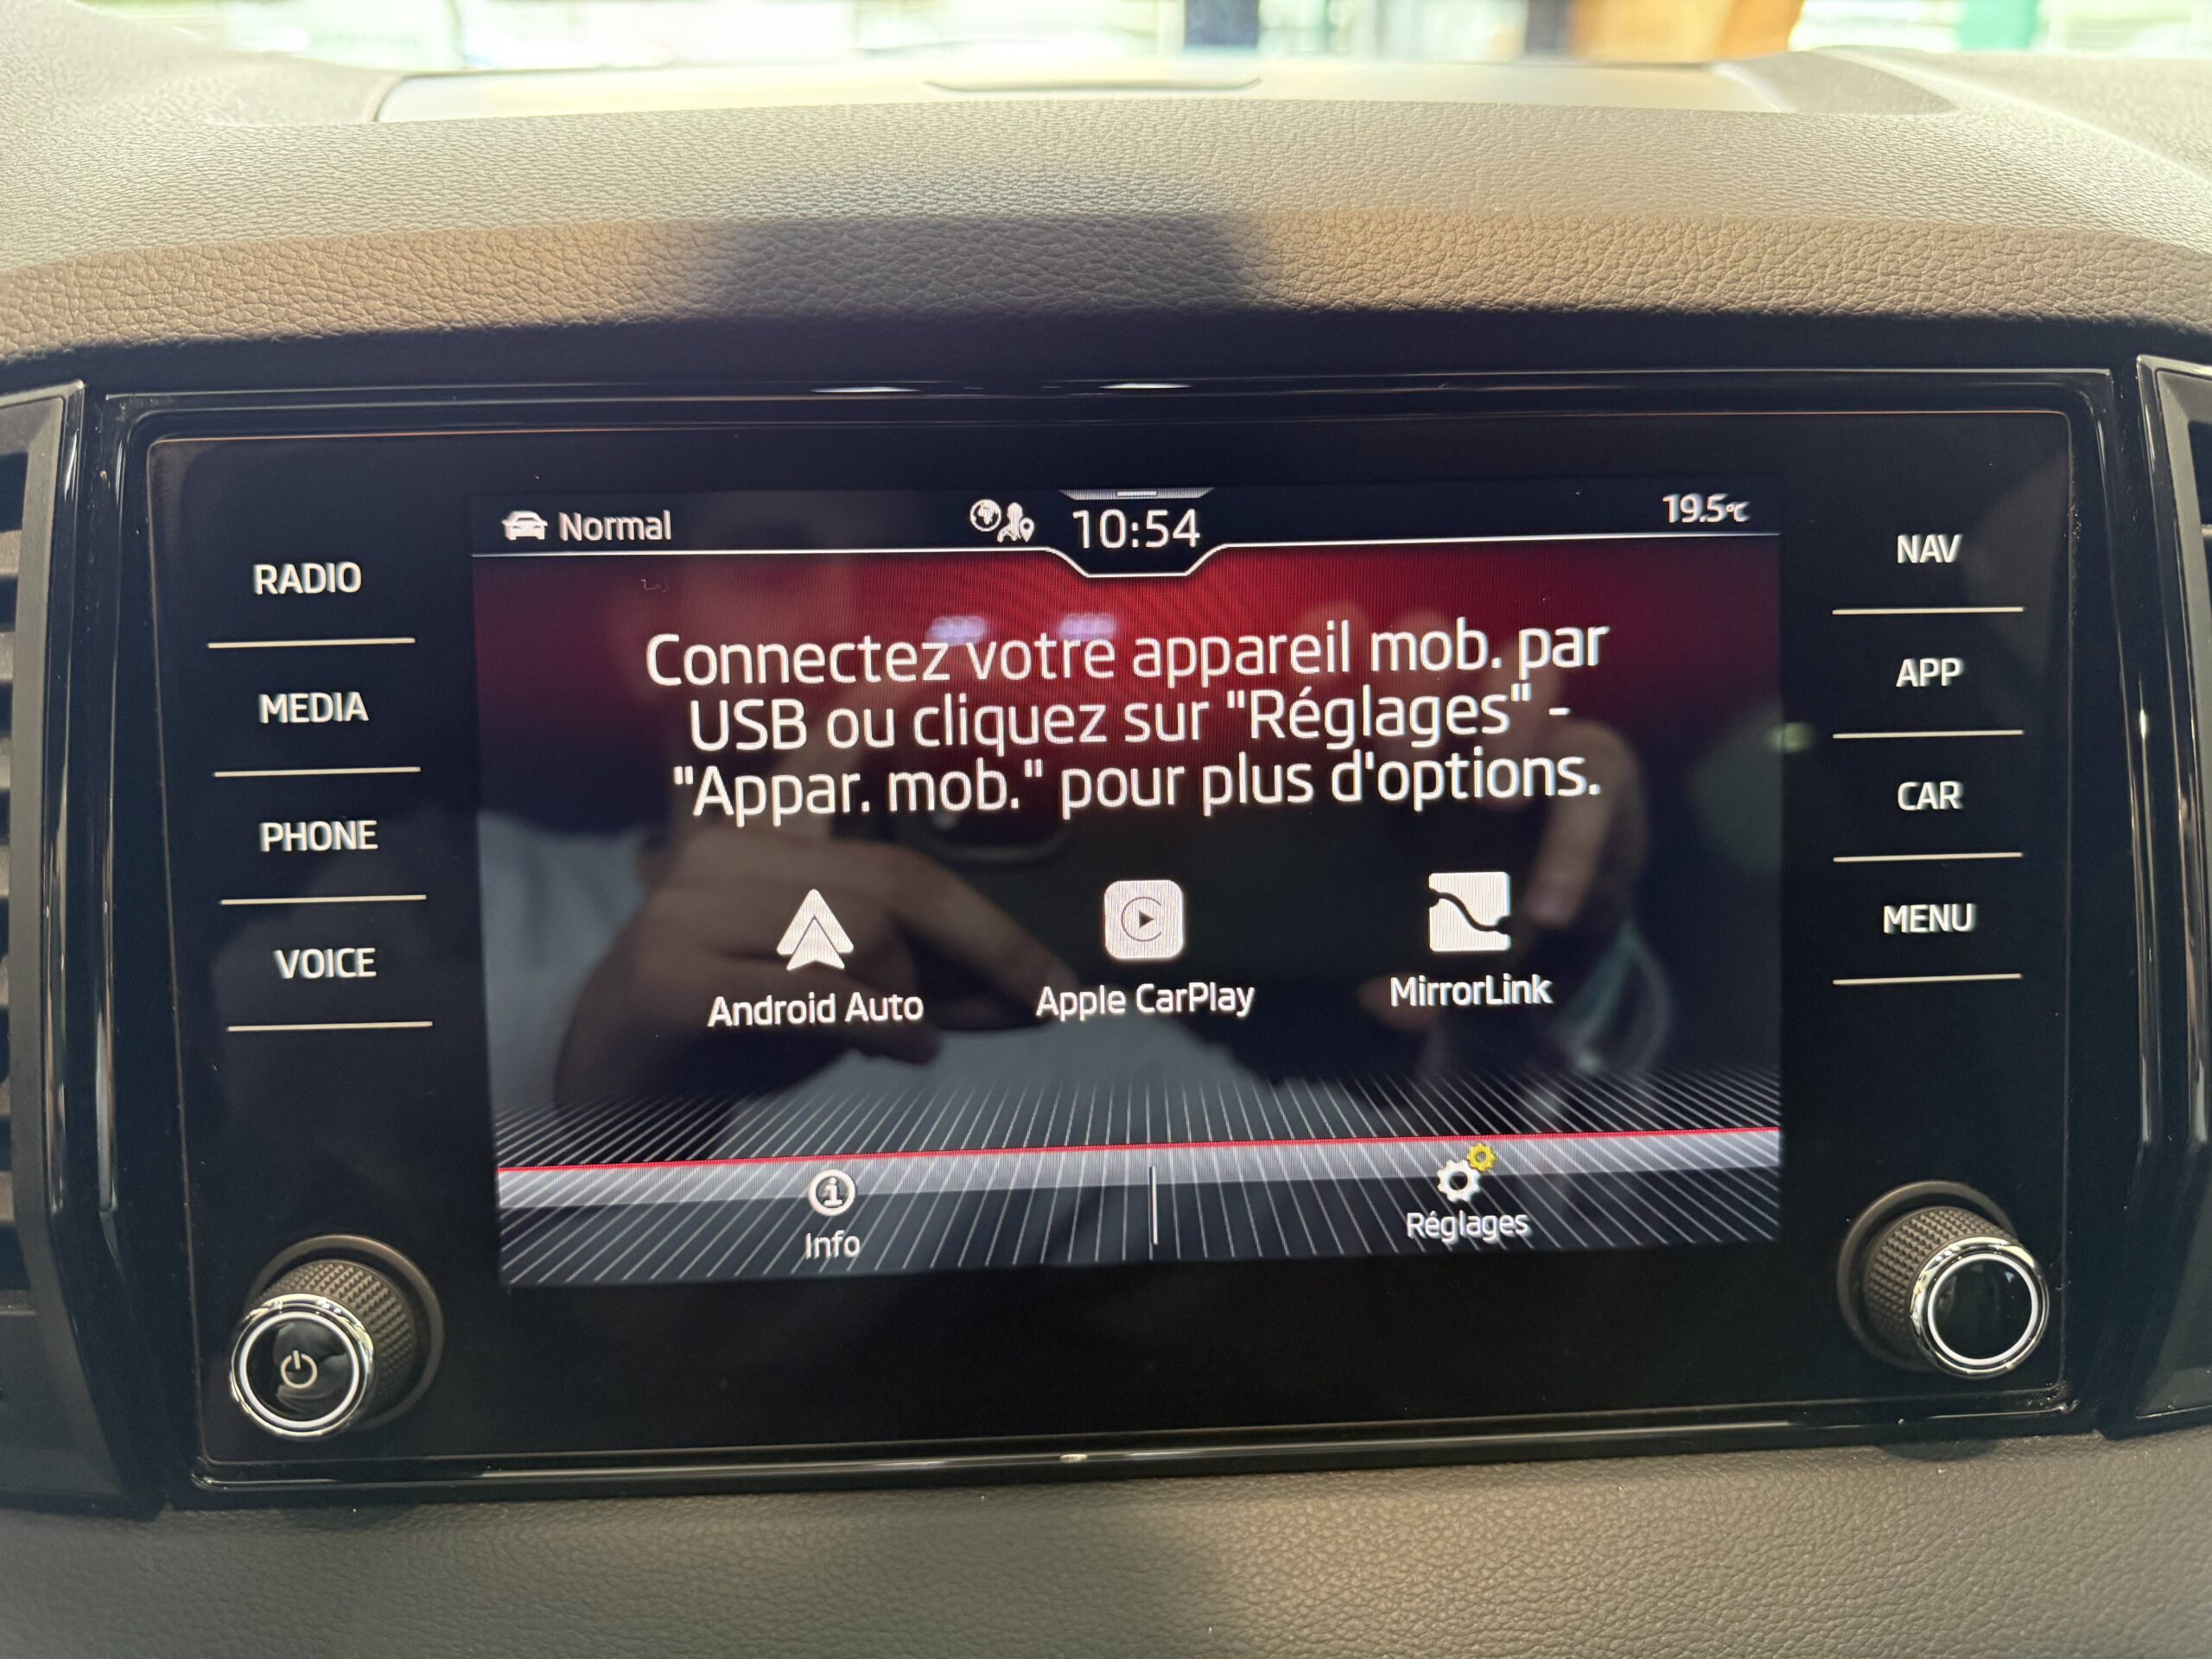 Normal
10:54
19.5°C
RADIO
MEDIA
PHONE
VOICE
Connectez votre appareil mob. par
USB ou cliquez sur "Réglages" -
"Appar. mob." pour plus d'options.
Android Auto
Apple CarPlay
MirrorLink
Info
Réglages
NAV
APP
CAR
MENU